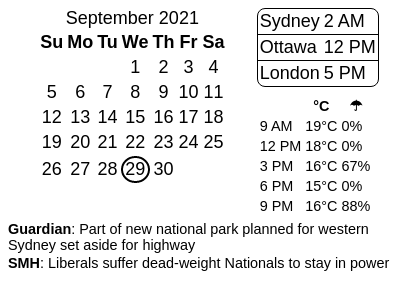 September 2021
Su Mo Tu We Th Fr Sa
1 2 3 4
5 6 7 8 9 10 11
12 13 14 15 16 17 18
19 20 21 22 23 24 25
26 27 28 29 30
Sydney 2 AM
Ottawa 12 PM
London 5 PM
°C ☂
9 AM 19°C 0%
12 PM 18°C 0%
3 PM 16°C 67%
6 PM 15°C 0%
9 PM 16°C 88%
Guardian: Part of new national park planned for western
Sydney set aside for highway
SMH: Liberals suffer dead-weight Nationals to stay in power